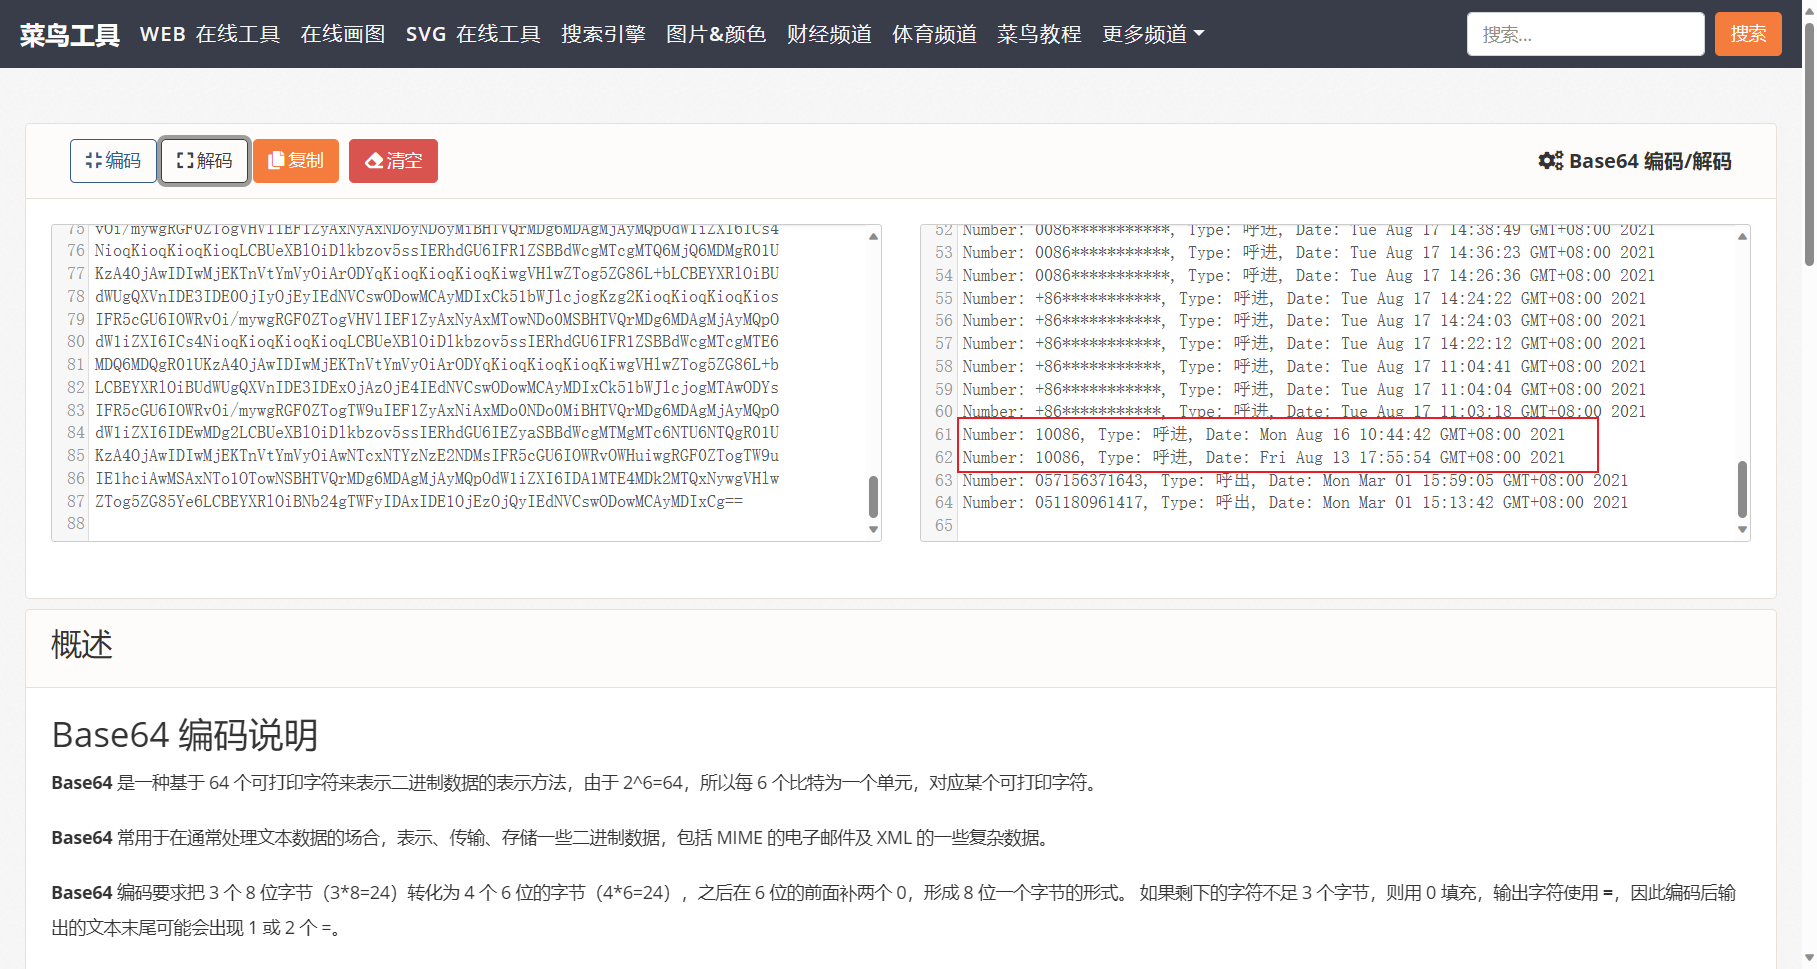 菜鸟工具 WEB 在线工具 在线画图 SVG 在线工具 搜索引擎 图片&颜色 财经频道 体育频道 菜鸟教程 更多频道 搜索... 搜索
编码 解码 复制 清空 Base64 编码/解码
76 NioqKioqKioqKioqLCBUeXBlOiDlkbzov5ssIERhdGU6IFR1ZSBBdWcgMTcgMTQ6MjQ6MDMgR01U
77 KzA4OjAwIDIwMjEKTnVtYmVyOiArODYqKioqKioqKioqKiwgVHlwZTog5ZG86L+bLCBEYXRlOiBU
78 dWUgQXVnIDE3IDE0OjIyOjEyIEdNVCswODowMCAyMDIxCk51bWJlcjogKzg2KioqKioqKioqKios
79 IFR5cGU6IOWRvOi/mywgRGF0ZTogVHVlIEF1ZyAxNyAxMTowNDo0MSBHTVQrMDg6MDAgMjAyMQpO
80 dW1iZXI6ICs4NioqKioqKioqKioqLCBUeXBlOiDlkbzov5ssIERhdGU6IFR1ZSBBdWcgMTcgMTE6
81 MDQ6MDQgR01UKzA4OjAwIDIwMjEKTnVtYmVyOiArODYqKioqKioqKioqKiwgVHlwZTog5ZG86L+b
82 LCBEYXRlOiBUdWUgQXVnIDE3IDExOjAzOjE4IEdNVCswODowMCAyMDIxCk51bWJlcjogMTAwODYs
83 IFR5cGU6IOWRvOi/mywgRGF0ZTogTW9uIEF1ZyAxNiAxMDo0NDo0MiBHTVQrMDg6MDAgMjAyMQpO
84 dW1iZXI6IDEwMDg2LCBUeXBlOiDlkbzov5ssIERhdGU6IEZyaSBBdWcgMTMgMTc6NTU6NTQgR01U
85 KzA4OjAwIDIwMjEKTnVtYmVyOiAwNTcxNTYzNzE2NDMsIFR5cGU6IOWRvOWHuiwgRGF0ZTogTW9u
86 IE1hciAwMSAxNTo1OTowNSBHTVQrMDg6MDAgMjAyMQpOdW1iZXI6IDA1MTE4MDk2MTQxNywgVHlw
87 ZTog5ZG85Ye6LCBEYXRlOiBNb24gTWFyIDAxIDE1OjEzOjQyIEdNVCswODowMCAyMDIxCg==
88
52 Number: 0086***********, Type: 呼进, Date: Tue Aug 17 14:38:49 GMT+08:00 2021
53 Number: 0086***********, Type: 呼进, Date: Tue Aug 17 14:36:23 GMT+08:00 2021
54 Number: 0086***********, Type: 呼进, Date: Tue Aug 17 14:26:36 GMT+08:00 2021
55 Number: +86***********, Type: 呼进, Date: Tue Aug 17 14:24:22 GMT+08:00 2021
56 Number: +86***********, Type: 呼进, Date: Tue Aug 17 14:24:03 GMT+08:00 2021
57 Number: +86***********, Type: 呼进, Date: Tue Aug 17 14:22:12 GMT+08:00 2021
58 Number: +86***********, Type: 呼进, Date: Tue Aug 17 11:04:41 GMT+08:00 2021
59 Number: +86***********, Type: 呼进, Date: Tue Aug 17 11:04:04 GMT+08:00 2021
60 Number: +86***********, Type: 呼进, Date: Tue Aug 17 11:03:18 GMT+08:00 2021
61 Number: 10086, Type: 呼进, Date: Mon Aug 16 10:44:42 GMT+08:00 2021
62 Number: 10086, Type: 呼进, Date: Fri Aug 13 17:55:54 GMT+08:00 2021
63 Number: 057156371643, Type: 呼出, Date: Mon Mar 01 15:59:05 GMT+08:00 2021
64 Number: 051180961417, Type: 呼出, Date: Mon Mar 01 15:13:42 GMT+08:00 2021
65
概述
Base64 编码说明
Base64 是一种基于 64 个可打印字符来表示二进制数据的表示方法，由于 2^6=64，所以每 6 个比特为一个单元，对应某个可打印字符。
Base64 常用于在通常处理文本数据的场合，表示、传输、存储一些二进制数据，包括 MIME 的电子邮件及 XML 的一些复杂数据。
Base64 编码要求把 3 个 8 位字节（3*8=24）转化为 4 个 6 位的字节（4*6=24），之后在 6 位的前面补两个 0，形成 8 位一个字节的形式。 如果剩下的字符不足 3 个字节，则用 0 填充，输出字符使用 =，因此编码后输
出的文本末尾可能会出现 1 或 2 个 =。